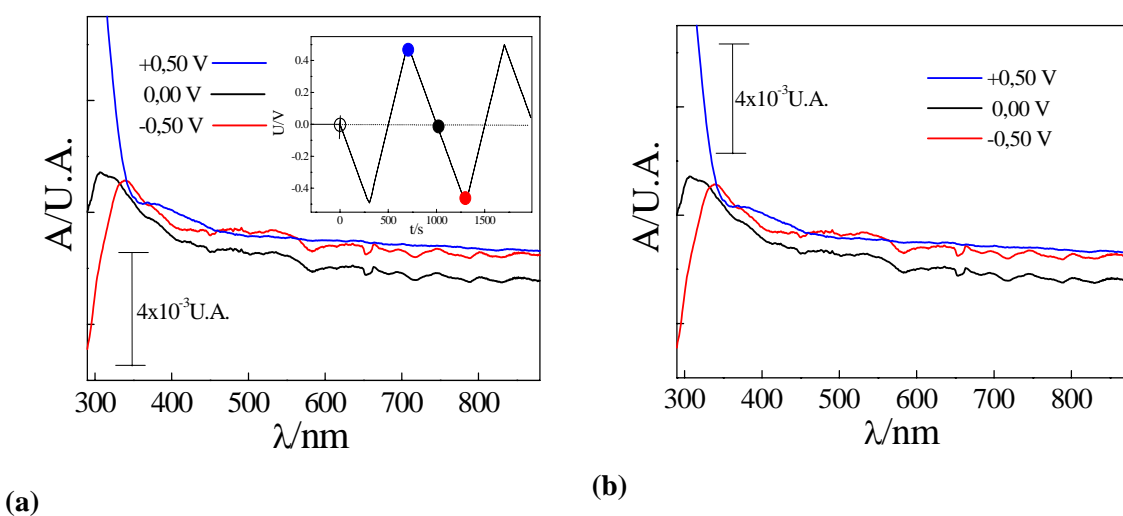 +0,50 V
0,00 V
-0,50 V
U/V
0.4
0.2
0.0
-0.2
-0.4
0 500 1000 1500
t/s
A/U.A.
4x10⁻³U.A.
300 400 500 600 700 800
λ/nm
(a)
4x10⁻³U.A.
+0,50 V
0,00 V
-0,50 V
A/U.A.
300 400 500 600 700 800
λ/nm
(b)